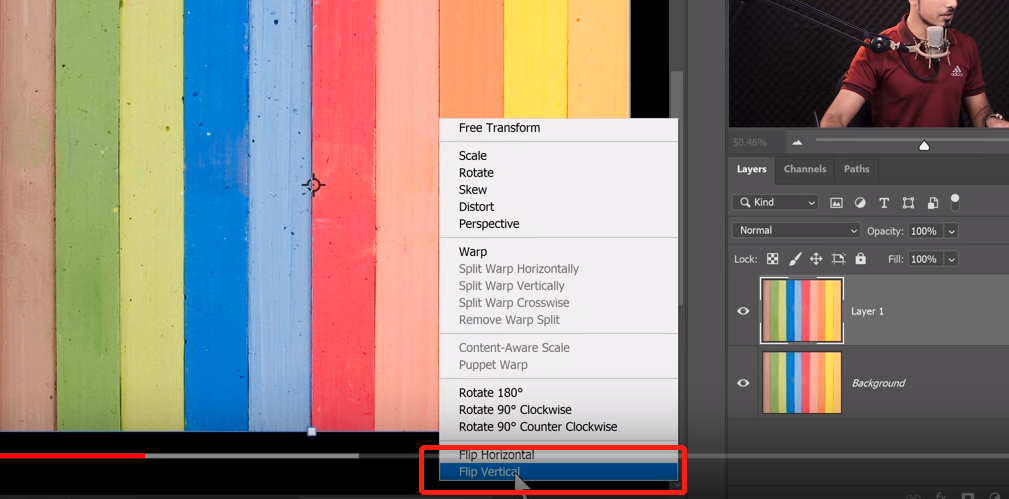 adidas
50.46%
Layers Channels Paths
Kind
Normal Opacity: 100%
Lock: Fill: 100%
Layer 1
Background
Free Transform
Scale
Rotate
Skew
Distort
Perspective
Warp
Split Warp Horizontally
Split Warp Vertically
Split Warp Crosswise
Remove Warp Split
Content-Aware Scale
Puppet Warp
Rotate 180°
Rotate 90° Clockwise
Rotate 90° Counter Clockwise
Flip Horizontal
Flip Vertical
fx